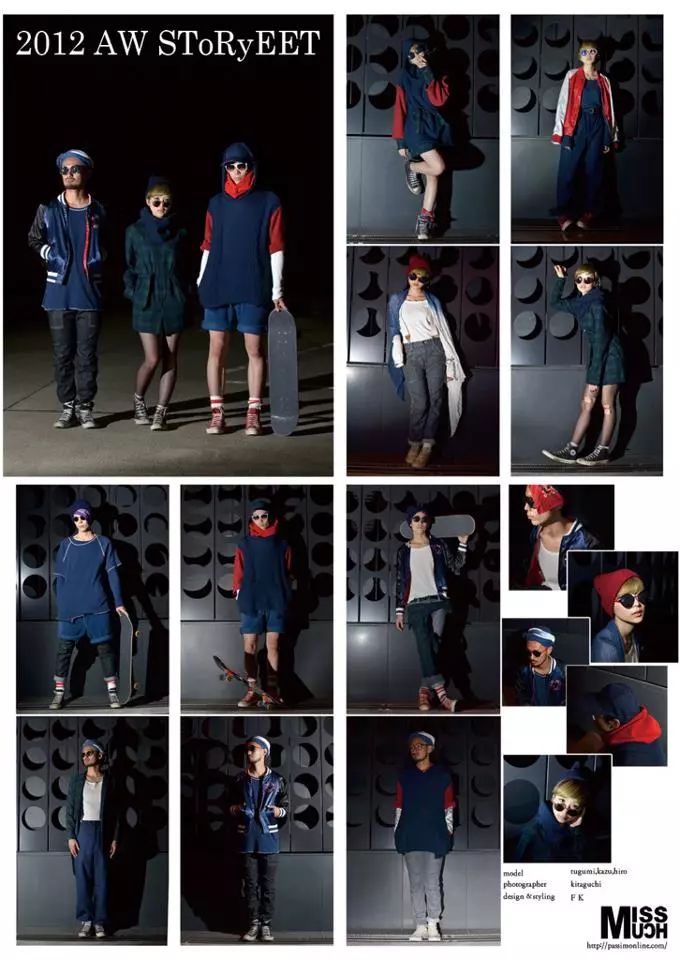 2012 AW SToRyEET
model tugumi,kazu,hiro
photographer kitaguchi
design &styling F K
MISS
MUCH
http://passimonline.com/